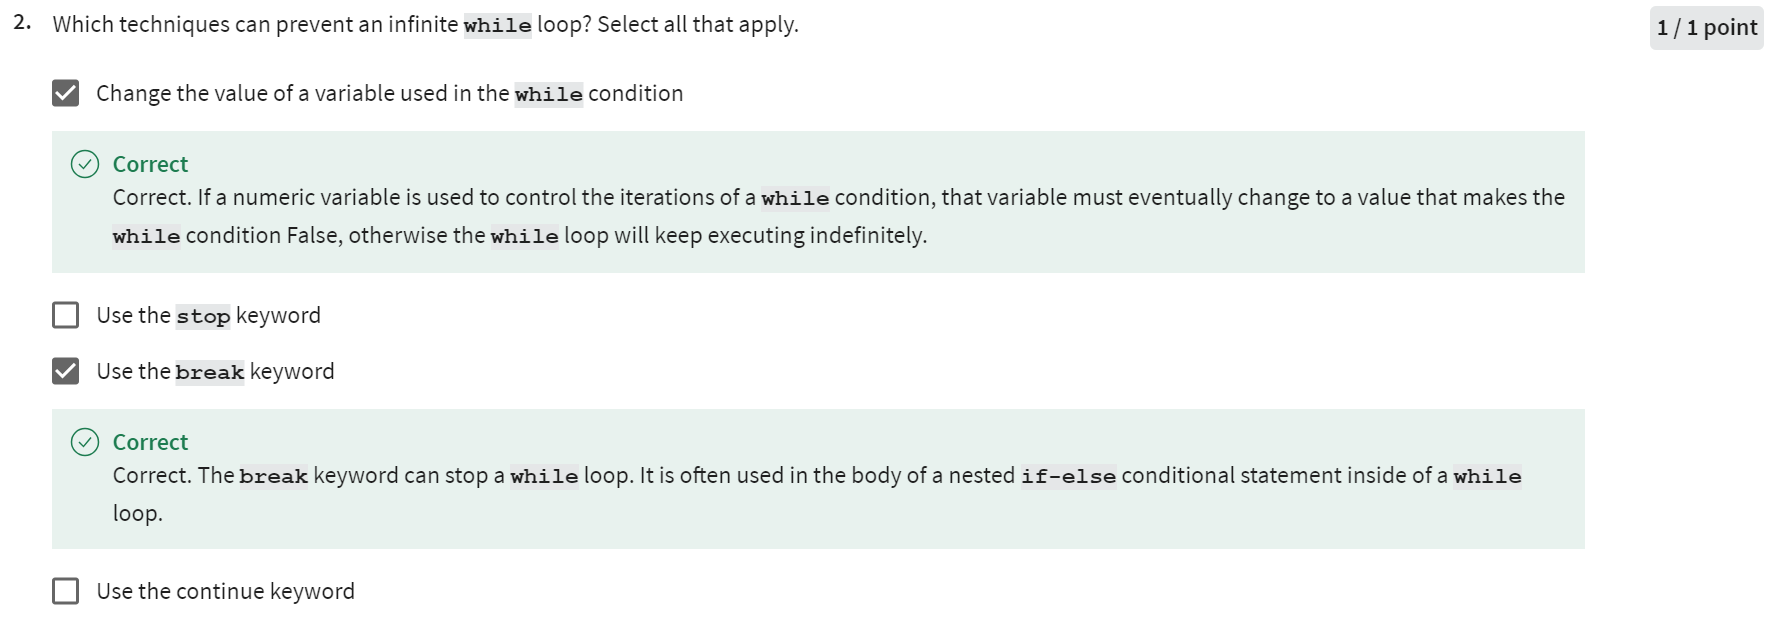 2. Which techniques can prevent an infinite while loop? Select all that apply.
1 / 1 point
Change the value of a variable used in the while condition
Correct
Correct. If a numeric variable is used to control the iterations of a while condition, that variable must eventually change to a value that makes the
while condition False, otherwise the while loop will keep executing indefinitely.
Use the stop keyword
Use the break keyword
Correct
Correct. The break keyword can stop a while loop. It is often used in the body of a nested if-else conditional statement inside of a while
loop.
Use the continue keyword